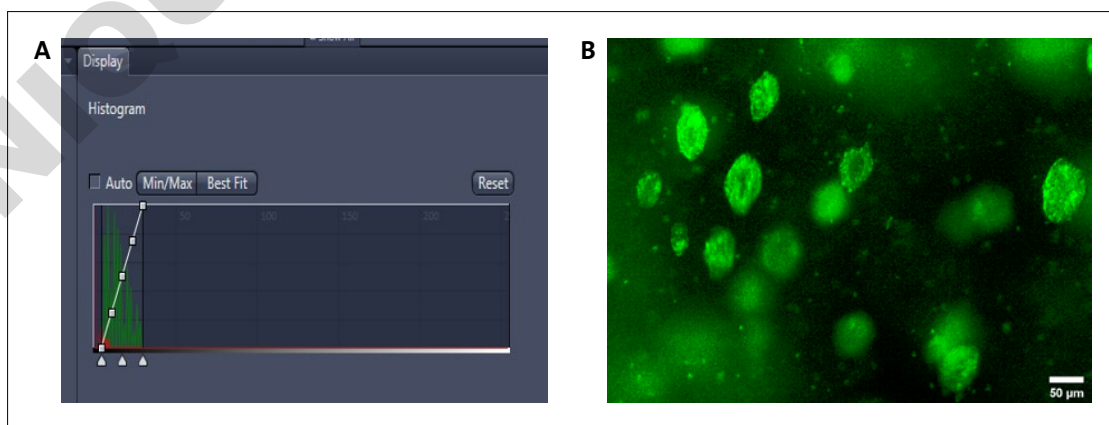 A
B
Display
Histogram
Auto
Min/Max
Best Fit
Reset
50
100
150
200
50 µm